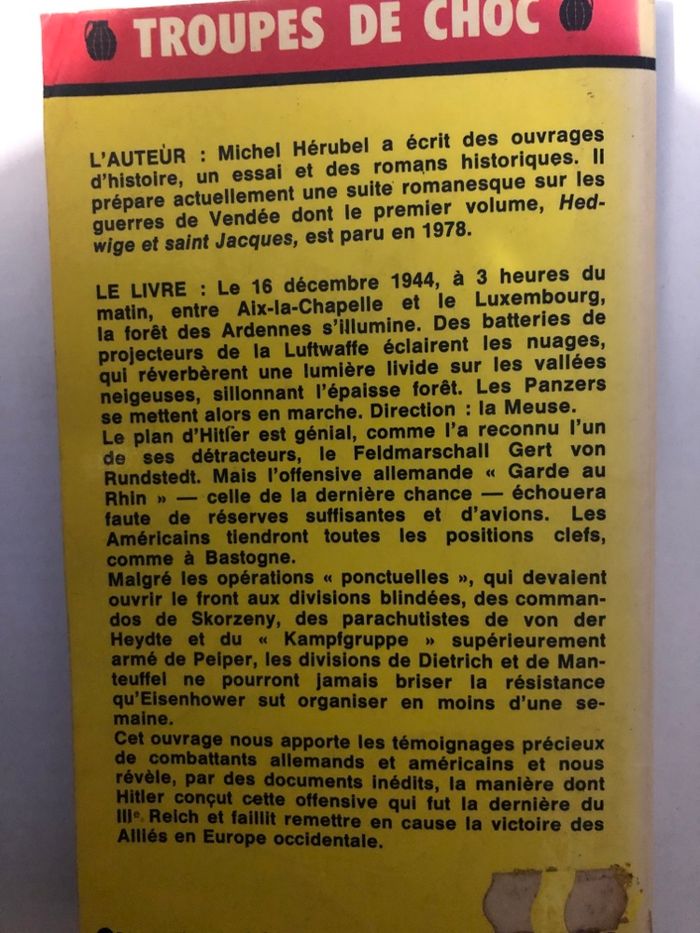 TROUPES DE CHOC
L'AUTEUR : Michel Hérubel a écrit des ouvrages
d'histoire, un essai et des romans historiques. Il
prépare actuellement une suite romanesque sur les
guerres de Vendée dont le premier volume, Hed-
wige et saint Jacques, est paru en 1978.
LE LIVRE : Le 16 décembre 1944, à 3 heures du
matin, entre Aix-la-Chapelle et le Luxembourg,
la forêt des Ardennes s'illumine. Des batteries de
projecteurs de la Luftwaffe éclairent les nuages,
qui réverbèrent une lumière livide sur les vallées
neigeuses, sillonnant l'épaisse forêt. Les Panzers
se mettent alors en marche. Direction : la Meuse.
Le plan d'Hitler est génial, comme l'a reconnu l'un
de ses détracteurs, le Feldmarschall Gert von
Rundstedt. Mais l'offensive allemande « Garde au
Rhin » — celle de la dernière chance — échouera
faute de réserves suffisantes et d'avions. Les
Américains tiendront toutes les positions clefs,
comme à Bastogne.
Malgré les opérations « ponctuelles », qui devaient
ouvrir le front aux divisions blindées, des comman-
dos de Skorzeny, des parachutistes de von der
Heydte et du « Kampfgruppe » supérieurement
armé de Peiper, les divisions de Dietrich et de Man-
teuffel ne pourront jamais briser la résistance
qu'Eisenhower sut organiser en moins d'une se-
maine.
Cet ouvrage nous apporte les témoignages précieux
de combattants allemands et américains et nous
révèle, par des documents inédits, la manière dont
Hitler conçut cette offensive qui fut la dernière du
IIIe Reich et faillit remettre en cause la victoire des
Alliés en Europe occidentale.